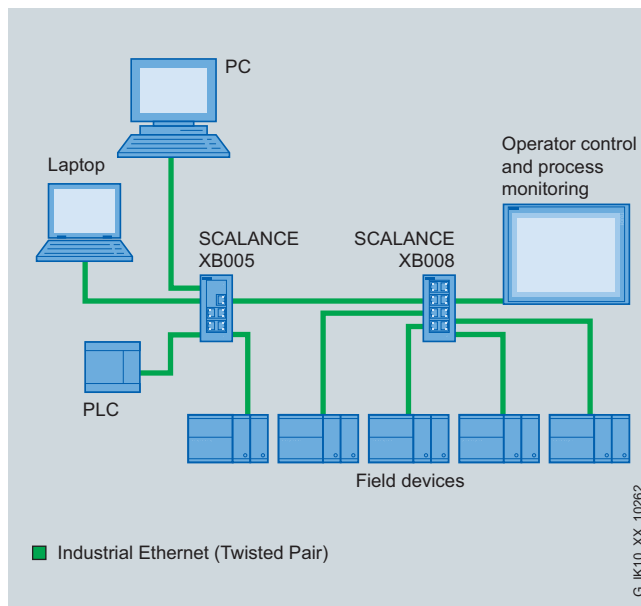 PC
Laptop
Operator control
and process
monitoring
SCALANCE
XB005
SCALANCE
XB008
PLC
Field devices
Industrial Ethernet (Twisted Pair)
G_IK10_XX_10262